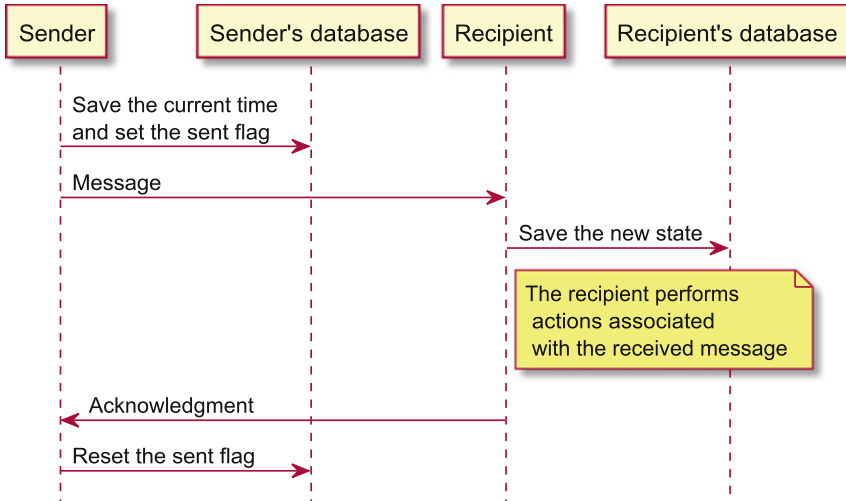 Sender
Sender's database
Recipient
Recipient's database
Save the current time
and set the sent flag
Message
Save the new state
The recipient performs
actions associated
with the received message
Acknowledgment
Reset the sent flag